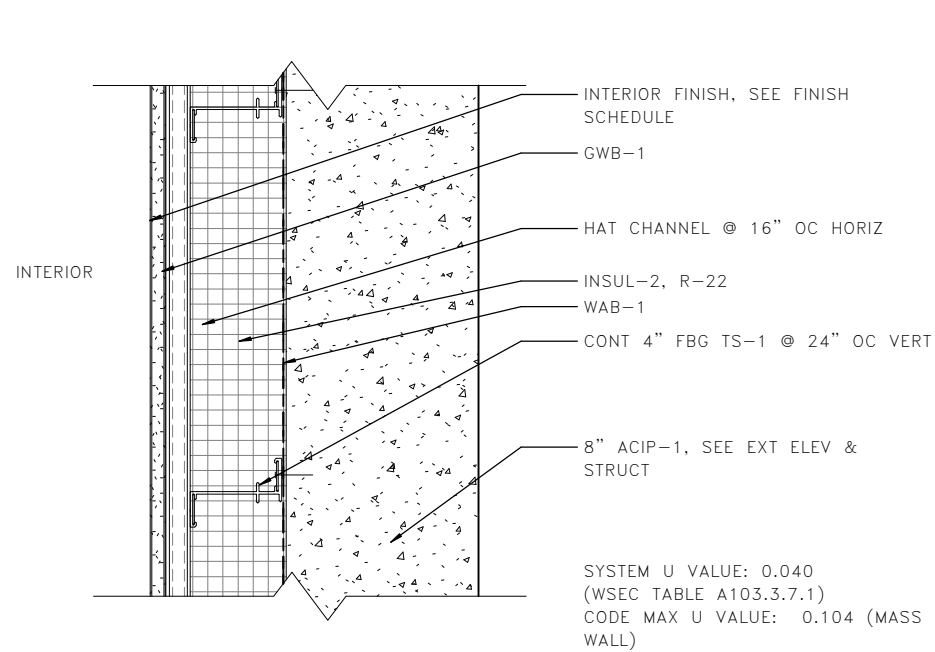 INTERIOR FINISH, SEE FINISH
SCHEDULE
GWB-1
HAT CHANNEL @ 16" OC HORIZ
INTERIOR
INSUL-2, R-22
WAB-1
CONT 4" FBG TS-1 @ 24" OC VERT
8" ACIP-1, SEE EXT ELEV &
STRUCT
SYSTEM U VALUE: 0.040
(WSEC TABLE A103.3.7.1)
CODE MAX U VALUE: 0.104 (MASS
WALL)